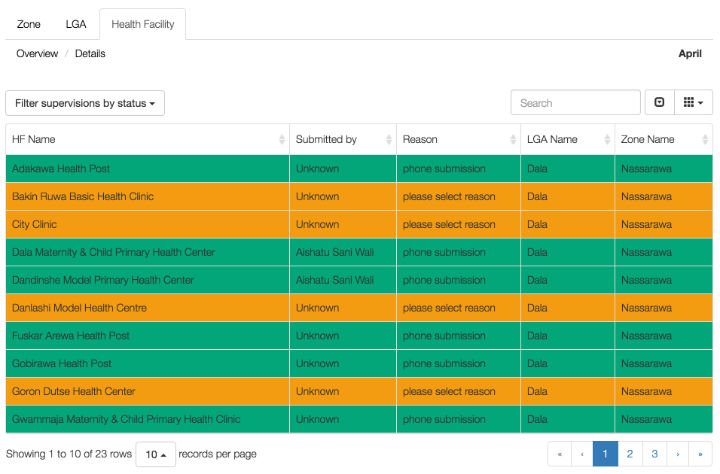 Zone LGA Health Facility
Overview / Details April
Filter supervisions by status Search
HF Name Submitted by Reason LGA Name Zone Name
Adakawa Health Post Unknown phone submission Dala Nassarawa
Bakin Ruwa Basic Health Clinic Unknown please select reason Dala Nassarawa
City Clinic Unknown please select reason Dala Nassarawa
Dala Maternity & Child Primary Health Center Aishatu Sani Wali phone submission Dala Nassarawa
Dandinshe Model Primary Health Center Aishatu Sani Wali phone submission Dala Nassarawa
Danlashi Model Health Centre Unknown please select reason Dala Nassarawa
Fuskar Arewa Health Post Unknown phone submission Dala Nassarawa
Gobirawa Health Post Unknown phone submission Dala Nassarawa
Goron Dutse Health Center Unknown please select reason Dala Nassarawa
Gwammaja Maternity & Child Primary Health Clinic Unknown phone submission Dala Nassarawa
Showing 1 to 10 of 23 rows 10 records per page « ‹ 1 2 3 › »